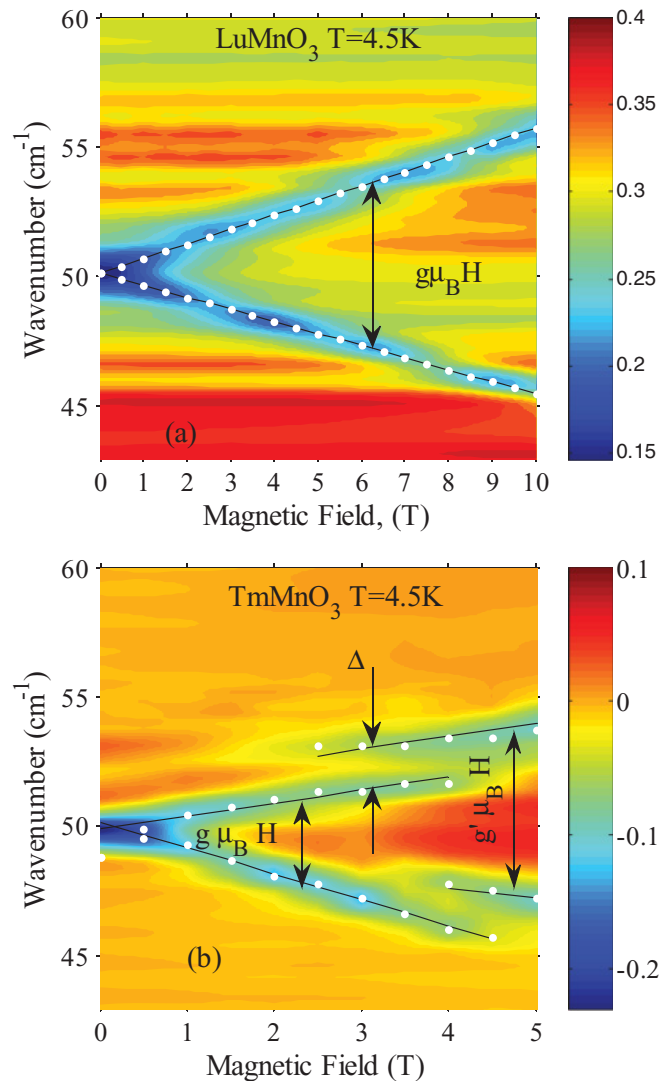 60
55
50
45
Wavenumber (cm⁻¹)
LuMnO₃ T=4.5K
gμ_BH
(a)
0 1 2 3 4 5 6 7 8 9 10
Magnetic Field, (T)
0.4
0.35
0.3
0.25
0.2
0.15
60
55
50
45
Wavenumber (cm⁻¹)
TmMnO₃ T=4.5K
Δ
g μ_B H
g' μ_B H
(b)
0 1 2 3 4 5
Magnetic Field (T)
0.1
0
-0.1
-0.2